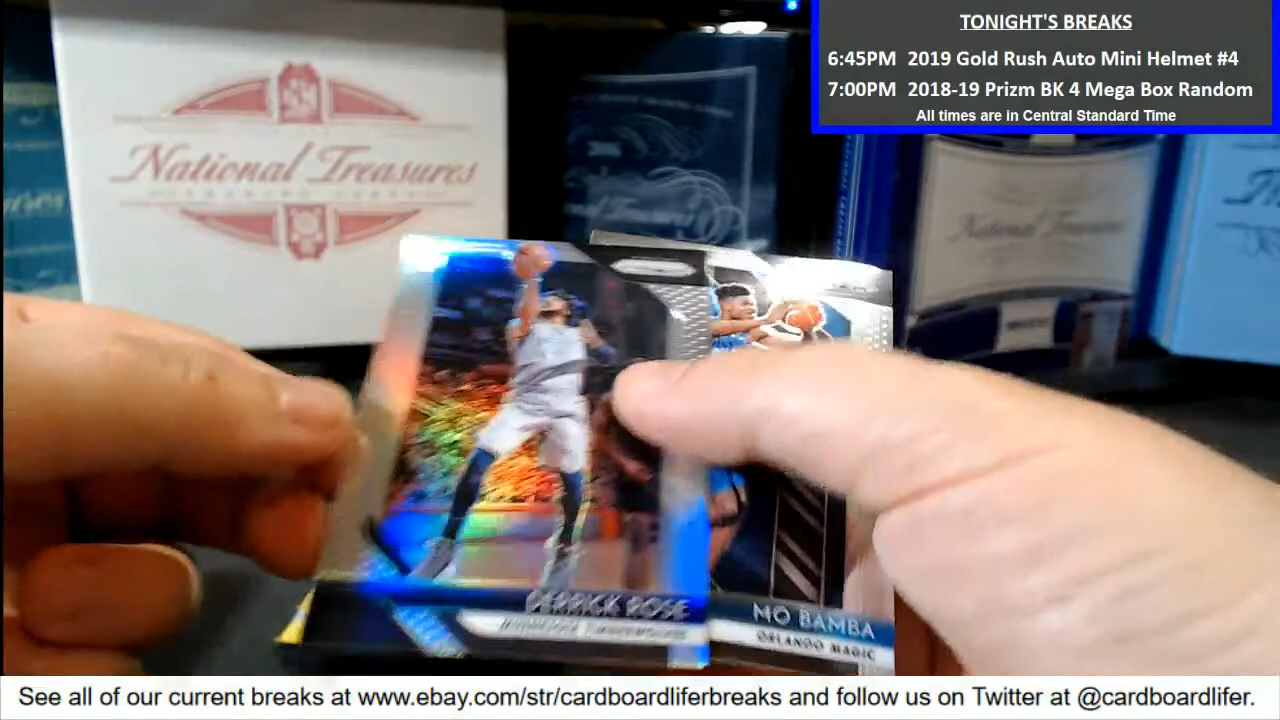 TONIGHT'S BREAKS
6:45PM 2019 Gold Rush Auto Mini Helmet #4
7:00PM 2018-19 Prizm BK 4 Mega Box Random
All times are in Central Standard Time
National Treasures
National Treasures
DERRICK ROSE
MO BAMBA
ORLANDO MAGIC
See all of our current breaks at www.ebay.com/str/cardboardliferbreaks and follow us on Twitter at @cardboardlifer.